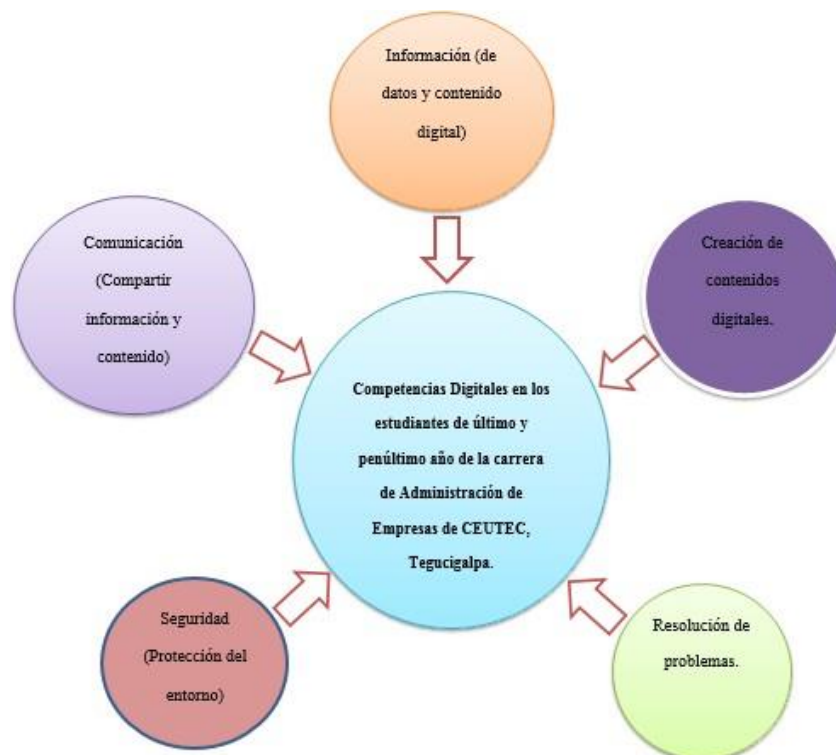 Información (de
datos y contenido
digital)
Comunicación
(Compartir
información y
contenido)
Creación de
contenidos
digitales.
Competencias Digitales en los
estudiantes de último y
penúltimo año de la carrera
de Administración de
Empresas de CEUTEC,
Tegucigalpa.
Seguridad
(Protección del
entorno)
Resolución de
problemas.